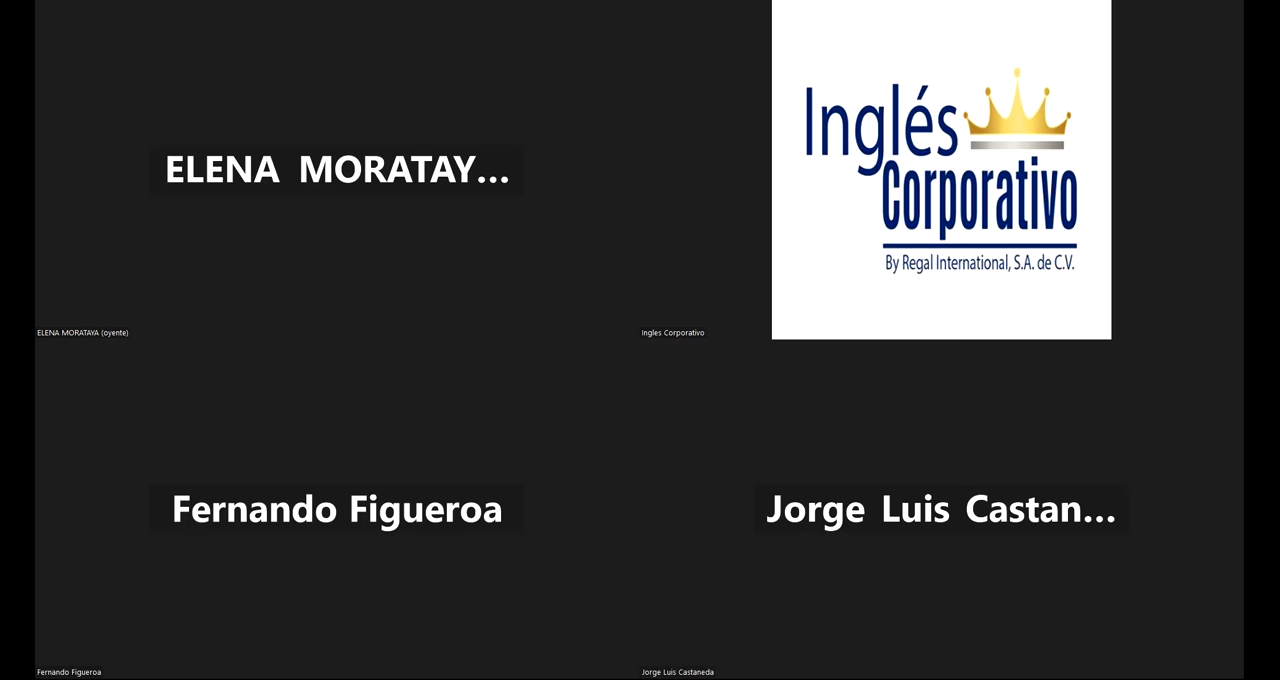 ELENA MORATAY...
ELENA MORATAYA (oyente)
Inglés
Corporativo
By Regal International, S.A. de C.V.
Ingles Corporativo
Fernando Figueroa
Fernando Figueroa
Jorge Luis Castan...
Jorge Luis Castaneda